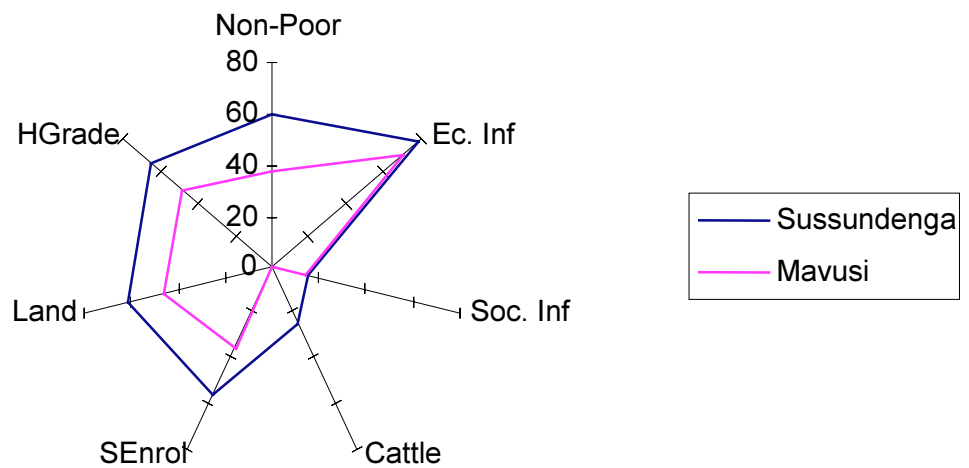 Non-Poor
80
60
40
20
0
HGrade
Ec. Inf
Land
Soc. Inf
SEnrol
Cattle
Sussundenga
Mavusi